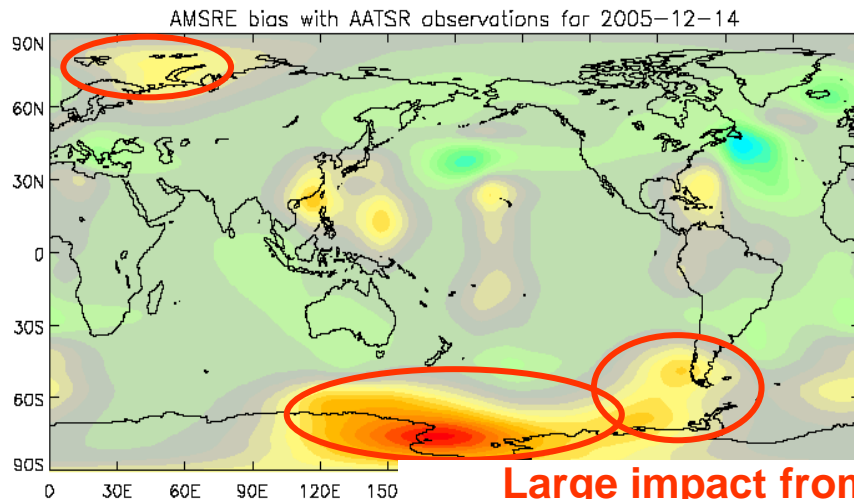 AMSRE bias with AATSR observations for 2005-12-14
90N
60N
30N
0
30S
60S
90S
0 30E 60E 90E 120E 150
Large impact from